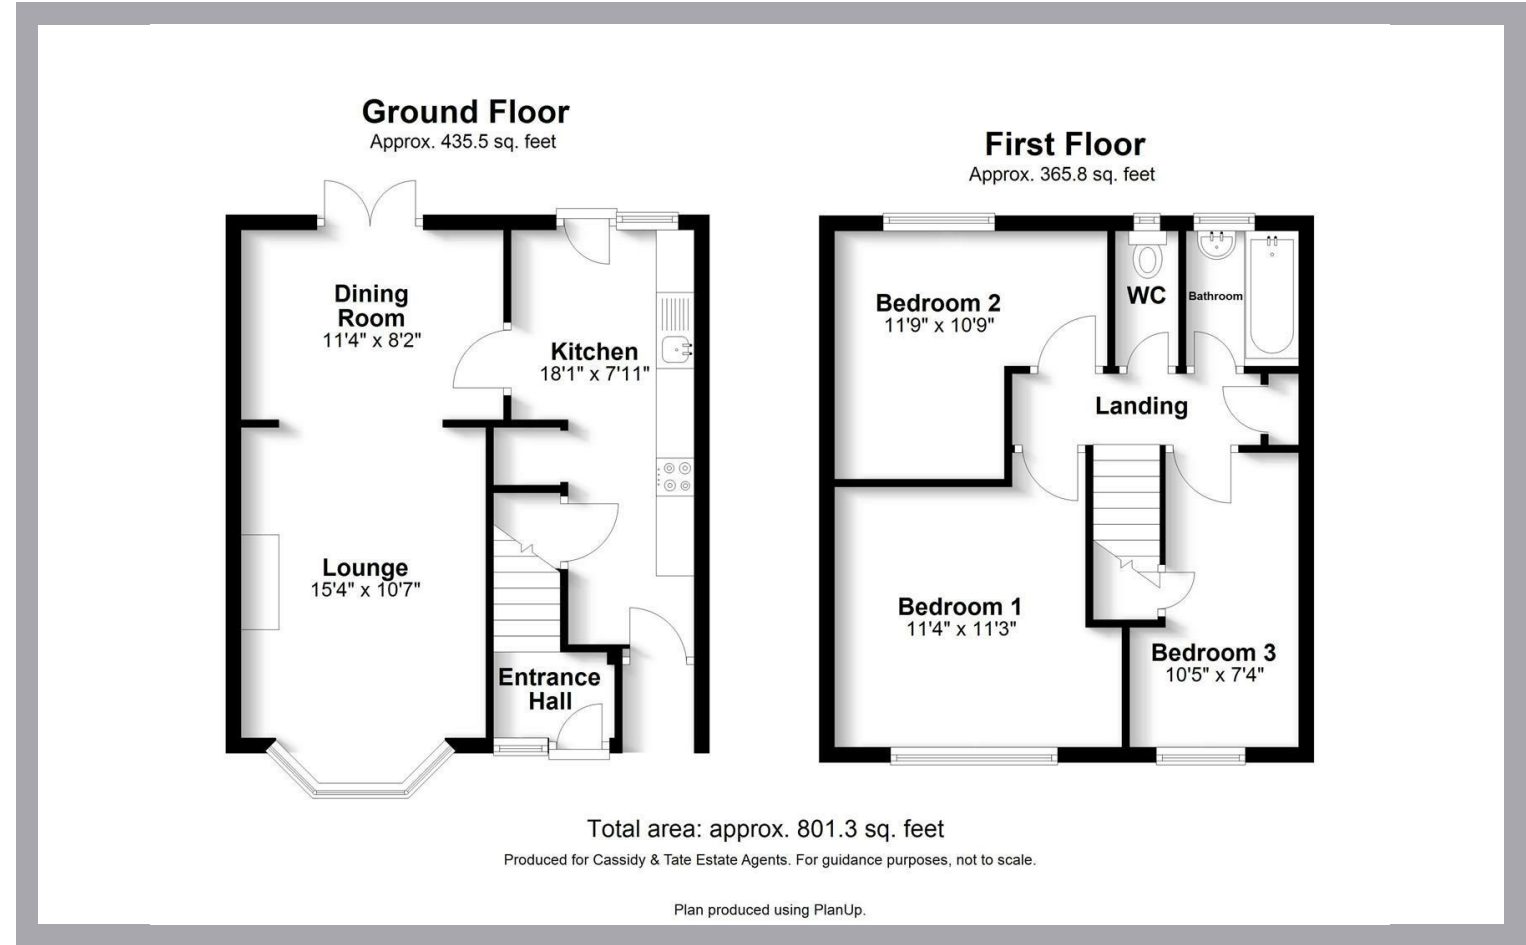 Ground Floor
Approx. 435.5 sq. feet
Dining
Room
11'4" x 8'2"
Kitchen
18'1" x 7'11"
Lounge
15'4" x 10'7"
Entrance
Hall
First Floor
Approx. 365.8 sq. feet
Bedroom 2
11'9" x 10'9"
WC
Bathroom
Landing
Bedroom 1
11'4" x 11'3"
Bedroom 3
10'5" x 7'4"
Total area: approx. 801.3 sq. feet
Produced for Cassidy & Tate Estate Agents. For guidance purposes, not to scale.
Plan produced using PlanUp.